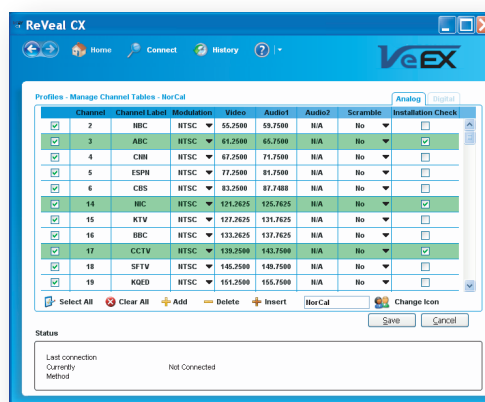 ReVeal CX
Home Connect History ?
VeEX
Profiles - Manage Channel Tables - NorCal Analog Digital
Channel Channel Label Modulation Video Audio1 Audio2 Scramble Installation Check
2 NBC NTSC 55.2500 59.7500 N/A No
3 ABC NTSC 61.2500 65.7500 N/A No
4 CNN NTSC 67.2500 71.7500 N/A No
5 ESPN NTSC 77.2500 81.7500 N/A No
6 CBS NTSC 83.2500 87.7488 N/A No
14 NIC NTSC 121.2625 125.7625 N/A No
15 KTV NTSC 127.2625 131.7625 N/A No
16 BBC NTSC 133.2625 137.7625 N/A No
17 CCTV NTSC 139.2500 143.7500 N/A No
18 SFTV NTSC 145.2500 149.7500 N/A No
19 KQED NTSC 151.2500 155.7500 N/A No
Select All Clear All Add Delete Insert NorCal Change Icon
Save Cancel
Status
Last connection
Currently Not Connected
Method